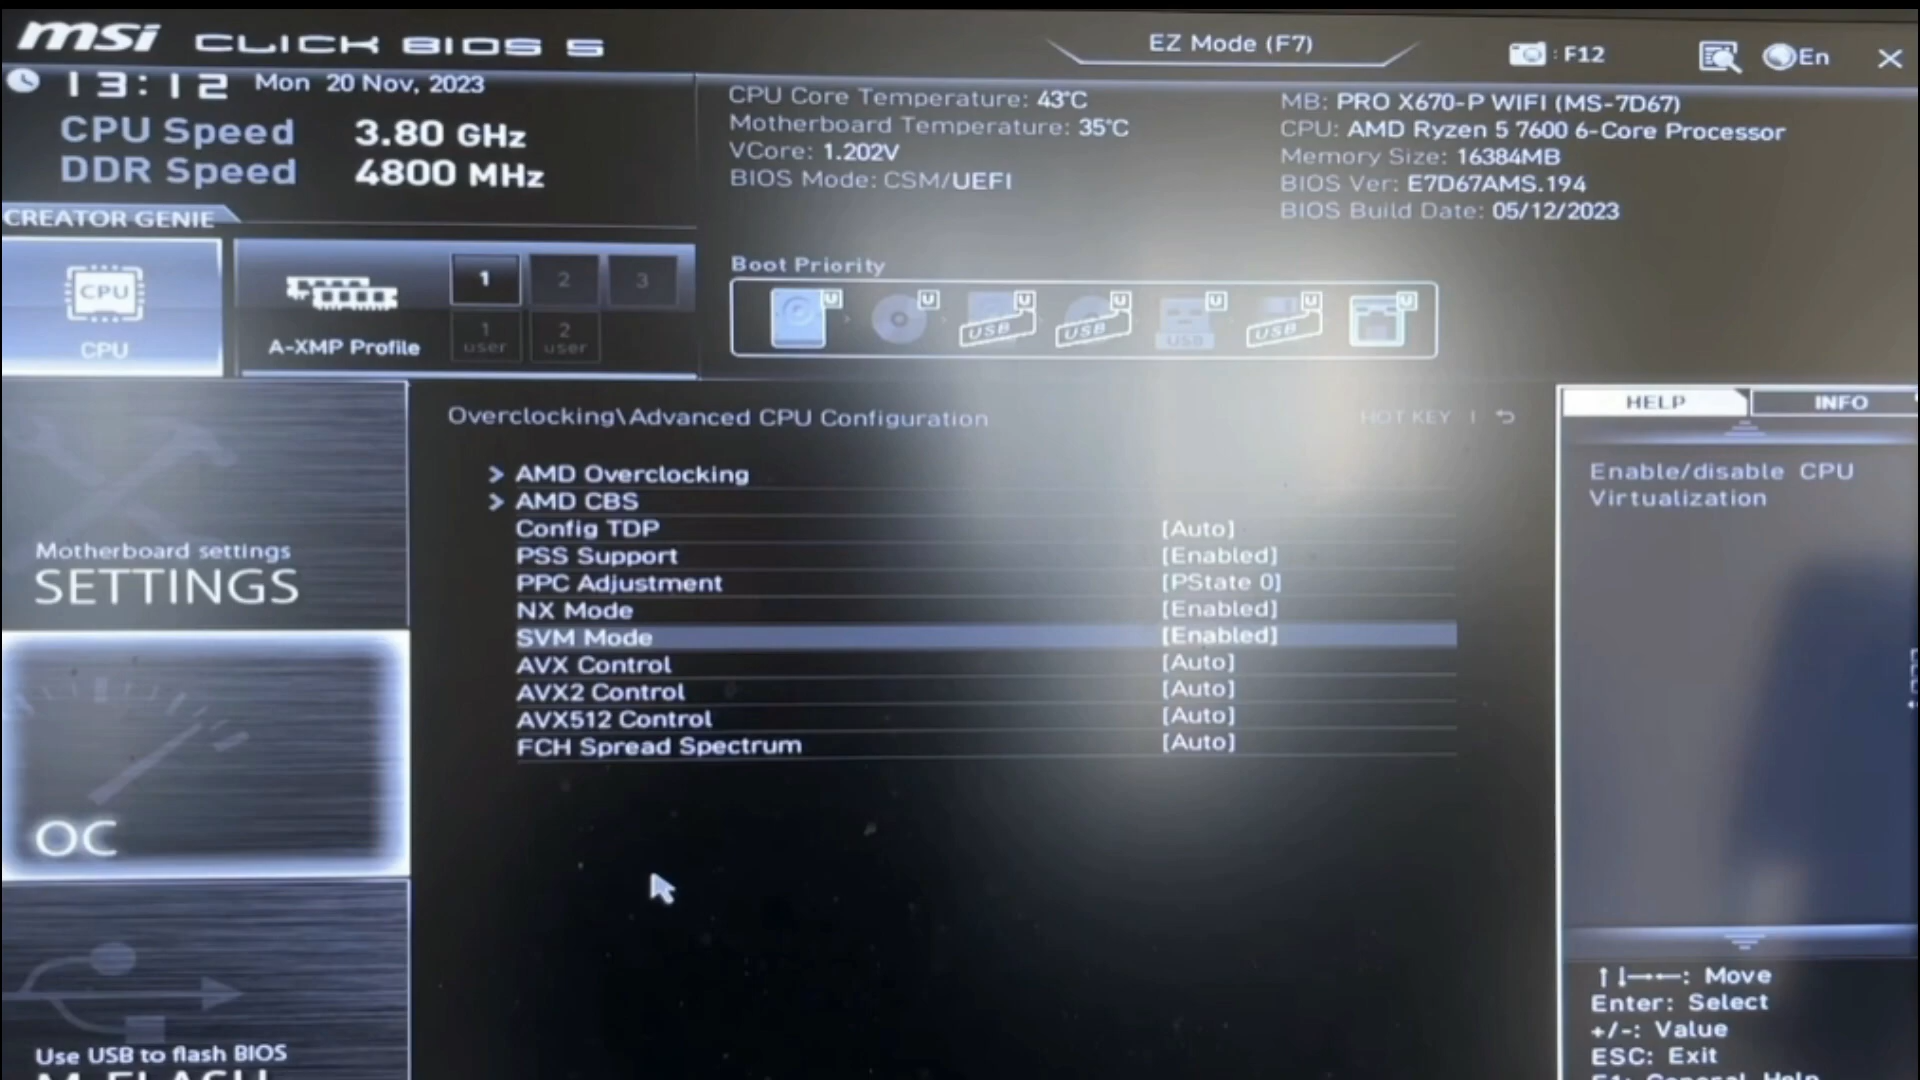 msi CLICK BIOS 5
EZ Mode (F7)
: F12
En
13:12 Mon 20 Nov, 2023
CPU Speed 3.80 GHz
DDR Speed 4800 MHz
CPU Core Temperature: 43°C
Motherboard Temperature: 35°C
VCore: 1.202V
BIOS Mode: CSM/UEFI
MB: PRO X670-P WIFI (MS-7D67)
CPU: AMD Ryzen 5 7600 6-Core Processor
Memory Size: 16384MB
BIOS Ver: E7D67AMS.194
BIOS Build Date: 05/12/2023
CREATOR GENIE
CPU
CPU
A-XMP Profile
1 2 3
1 user 2 user
Boot Priority
U U U U U U U
USB USB USB USB
Motherboard settings
SETTINGS
OC
Use USB to flash BIOS
M-FLASH
Overclocking\Advanced CPU Configuration
HOT KEY |
> AMD Overclocking
> AMD CBS
Config TDP [Auto]
PSS Support [Enabled]
PPC Adjustment [PState 0]
NX Mode [Enabled]
SVM Mode [Enabled]
AVX Control [Auto]
AVX2 Control [Auto]
AVX512 Control [Auto]
FCH Spread Spectrum [Auto]
HELP INFO
Enable/disable CPU
Virtualization
↑↓→←: Move
Enter: Select
+/-: Value
ESC: Exit
F1: General Help